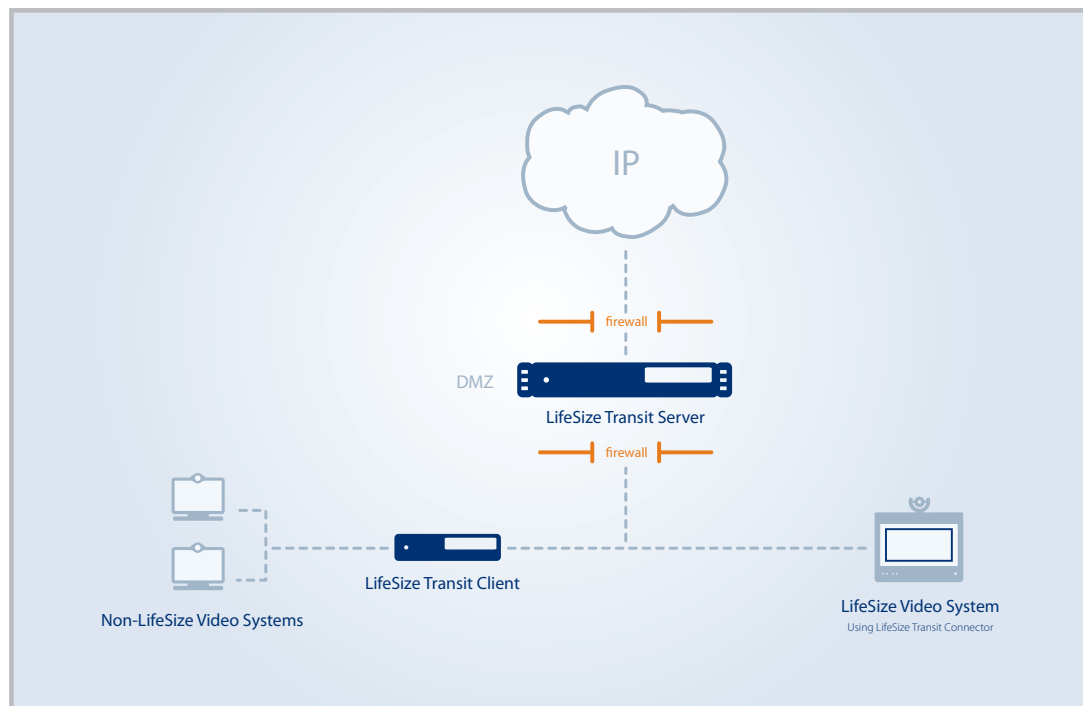 IP
firewall
DMZ
LifeSize Transit Server
firewall
LifeSize Transit Client
Non-LifeSize Video Systems
LifeSize Video System
Using LifeSize Transit Connector